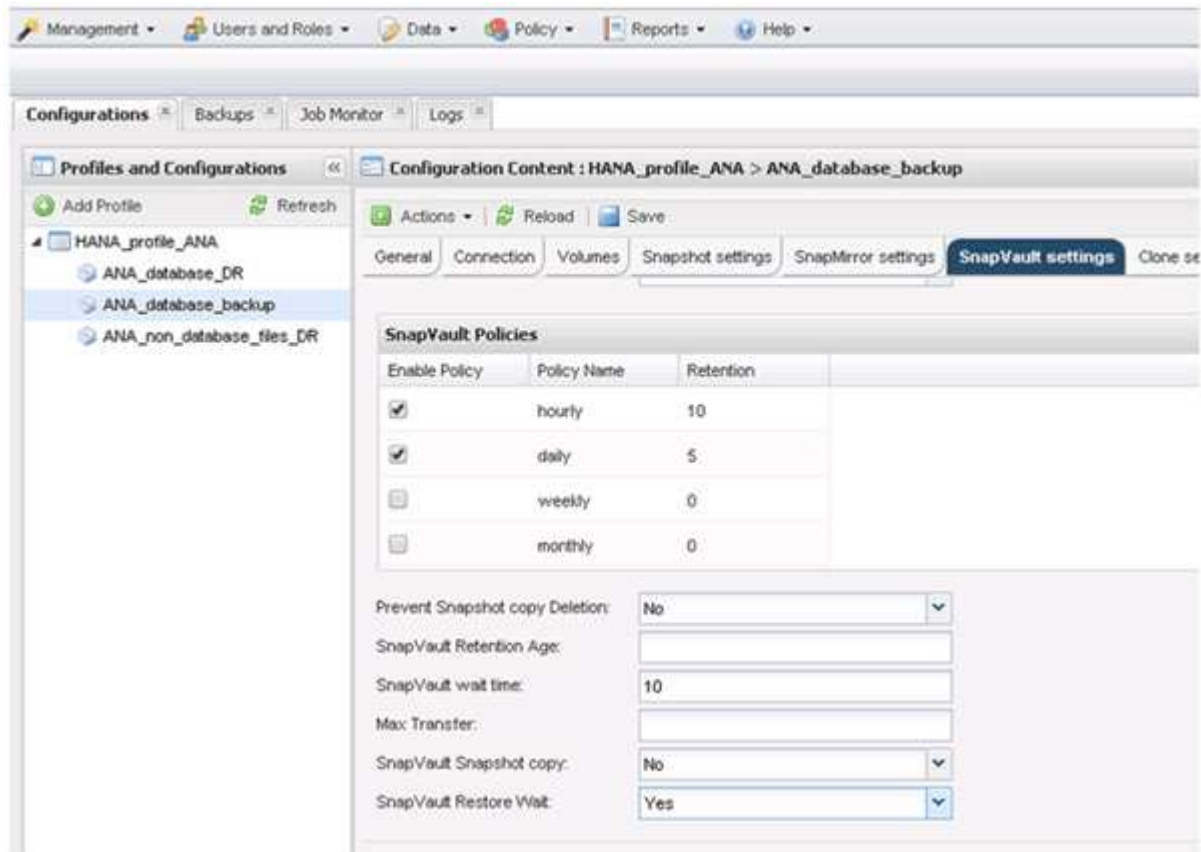 Management Users and Roles Data Policy Reports Help
Configurations Backups Job Monitor Logs
Profiles and Configurations
Add Profile Refresh
HANA_profile_ANA
ANA_database_DR
ANA_database_backup
ANA_non_database_files_DR
Configuration Content : HANA_profile_ANA > ANA_database_backup
Actions Reload Save
General Connection Volumes Snapshot settings SnapMirror settings SnapVault settings Clone se
SnapVault Policies
Enable Policy Policy Name Retention
hourly 10
daily 5
weekly 0
monthly 0
Prevent Snapshot copy Deletion: No
SnapVault Retention Age:
SnapVault wait time: 10
Max Transfer:
SnapVault Snapshot copy: No
SnapVault Restore Wait: Yes